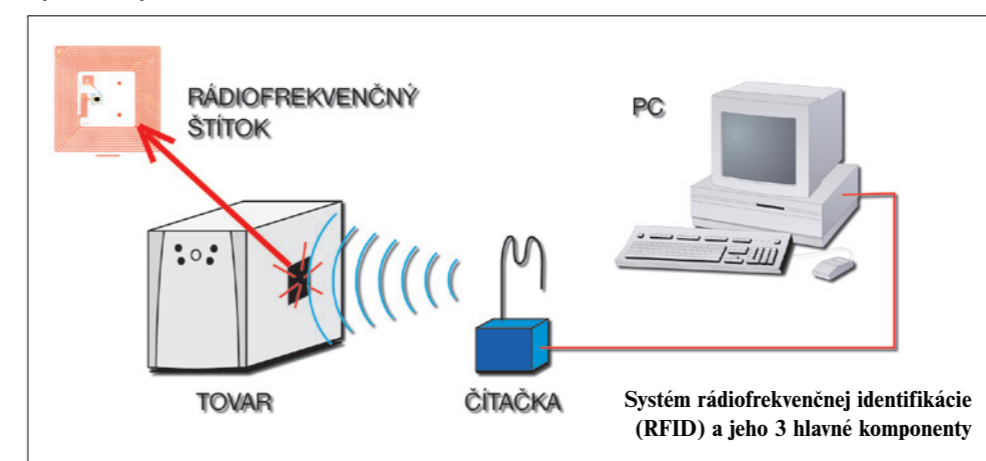 RÁDIOFREKVENČNÝ
ŠTÍTOK
PC
TOVAR
ČÍTAČKA
Systém rádiofrekvenčnej identifikácie
(RFID) a jeho 3 hlavné komponenty